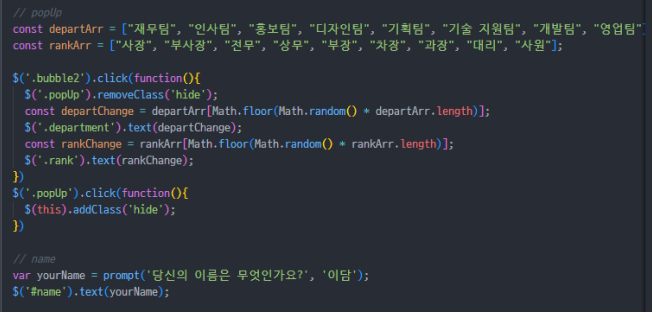 // popUp
const departArr = ["재무팀", "인사팀", "홍보팀", "디자인팀", "기획팀", "기술 지원팀", "개발팀", "영업팀"]
const rankArr = ["사장", "부사장", "전무", "상무", "부장", "차장", "과장", "대리", "사원"];
$('.bubble2').click(function(){
$('.popUp').removeClass('hide');
const departChange = departArr[Math.floor(Math.random() * departArr.length)];
$('.department').text(departChange);
const rankChange = rankArr[Math.floor(Math.random() * rankArr.length)];
$('.rank').text(rankChange);
})
$('.popUp').click(function(){
$(this).addClass('hide');
})
// name
var yourName = prompt('당신의 이름은 무엇인가요?', '이담');
$('#name').text(yourName);